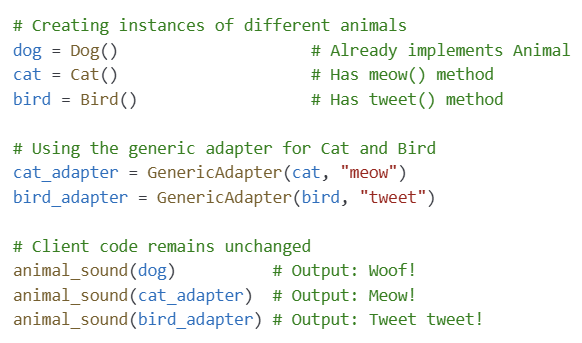 # Creating instances of different animals
dog = Dog()                    # Already implements Animal
cat = Cat()                    # Has meow() method
bird = Bird()                  # Has tweet() method

# Using the generic adapter for Cat and Bird
cat_adapter = GenericAdapter(cat, "meow")
bird_adapter = GenericAdapter(bird, "tweet")

# Client code remains unchanged
animal_sound(dog)          # Output: Woof!
animal_sound(cat_adapter)  # Output: Meow!
animal_sound(bird_adapter) # Output: Tweet tweet!